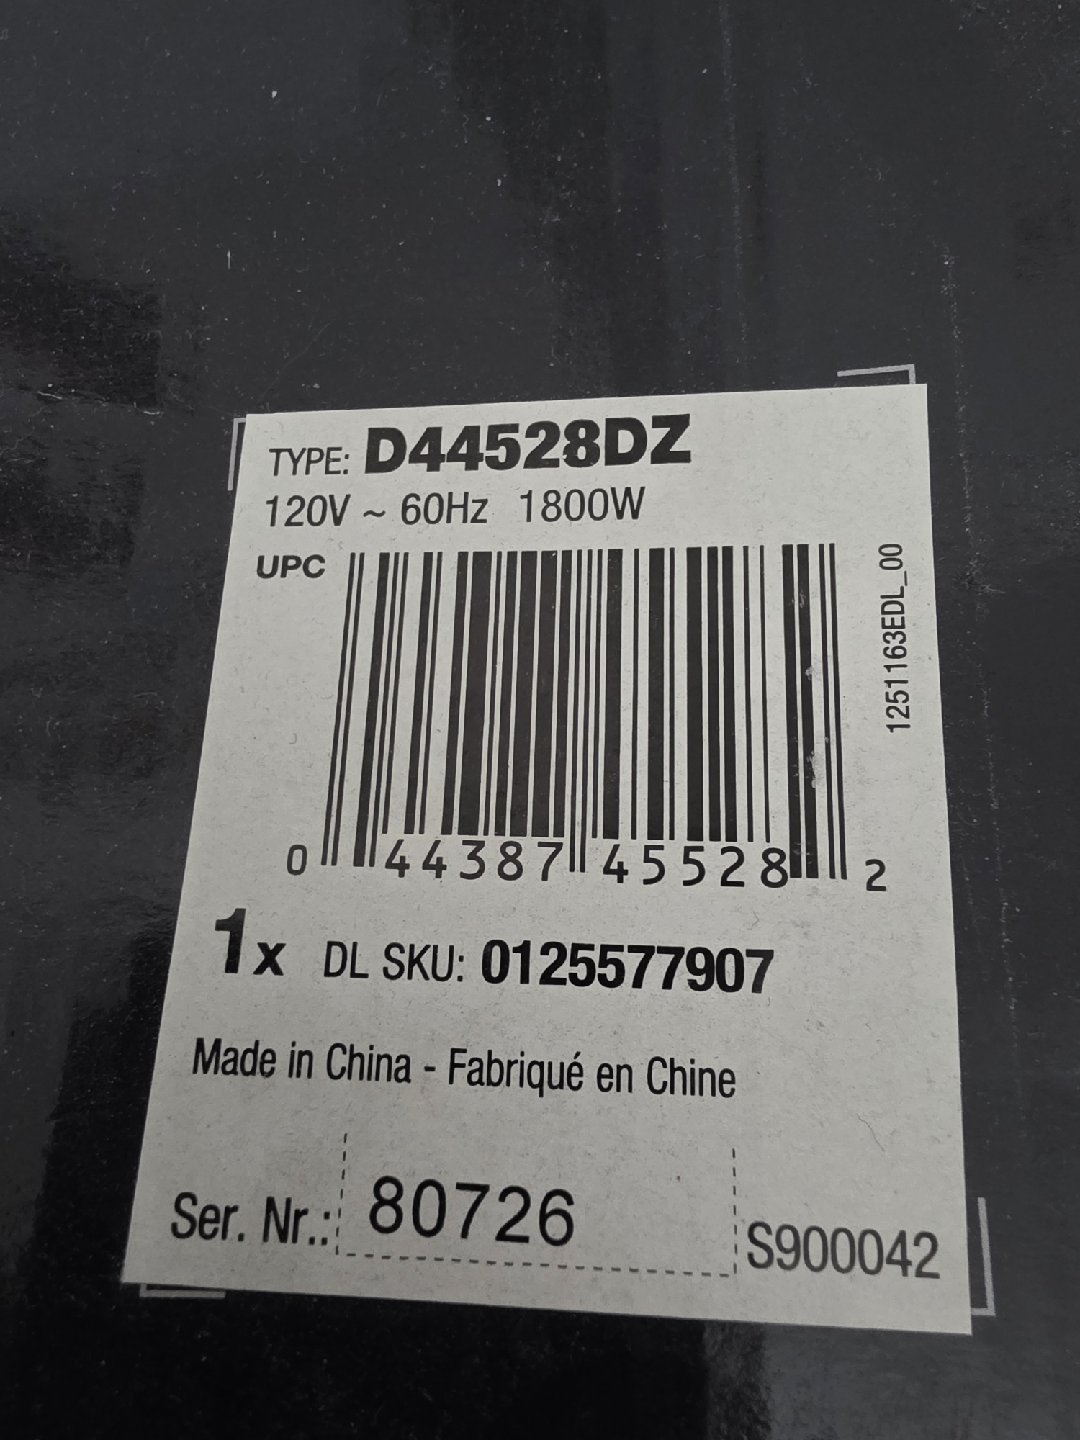 TYPE: D44528DZ
120V ~ 60Hz 1800W
UPC
1251163EDL_00
0 44387 45528 2
1x DL SKU: 0125577907
Made in China - Fabriqué en Chine
Ser. Nr.: 80726 S900042